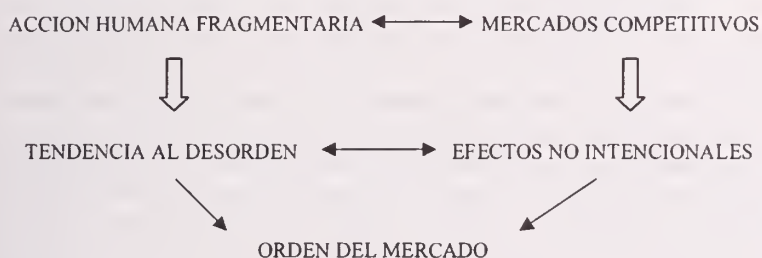 ACCION HUMANA FRAGMENTARIA MERCADOS COMPETITIVOS
TENDENCIA AL DESORDEN EFECTOS NO INTENCIONALES
ORDEN DEL MERCADO